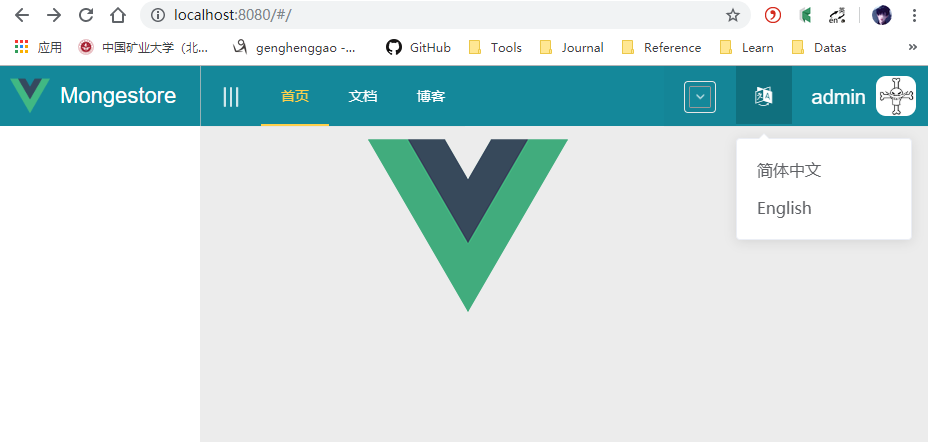 localhost:8080/#/
应用 中国矿业大学（北... genghenggao -... GitHub Tools Journal Reference Learn Datas »
Mongestore 首页 文档 博客 admin
简体中文
English